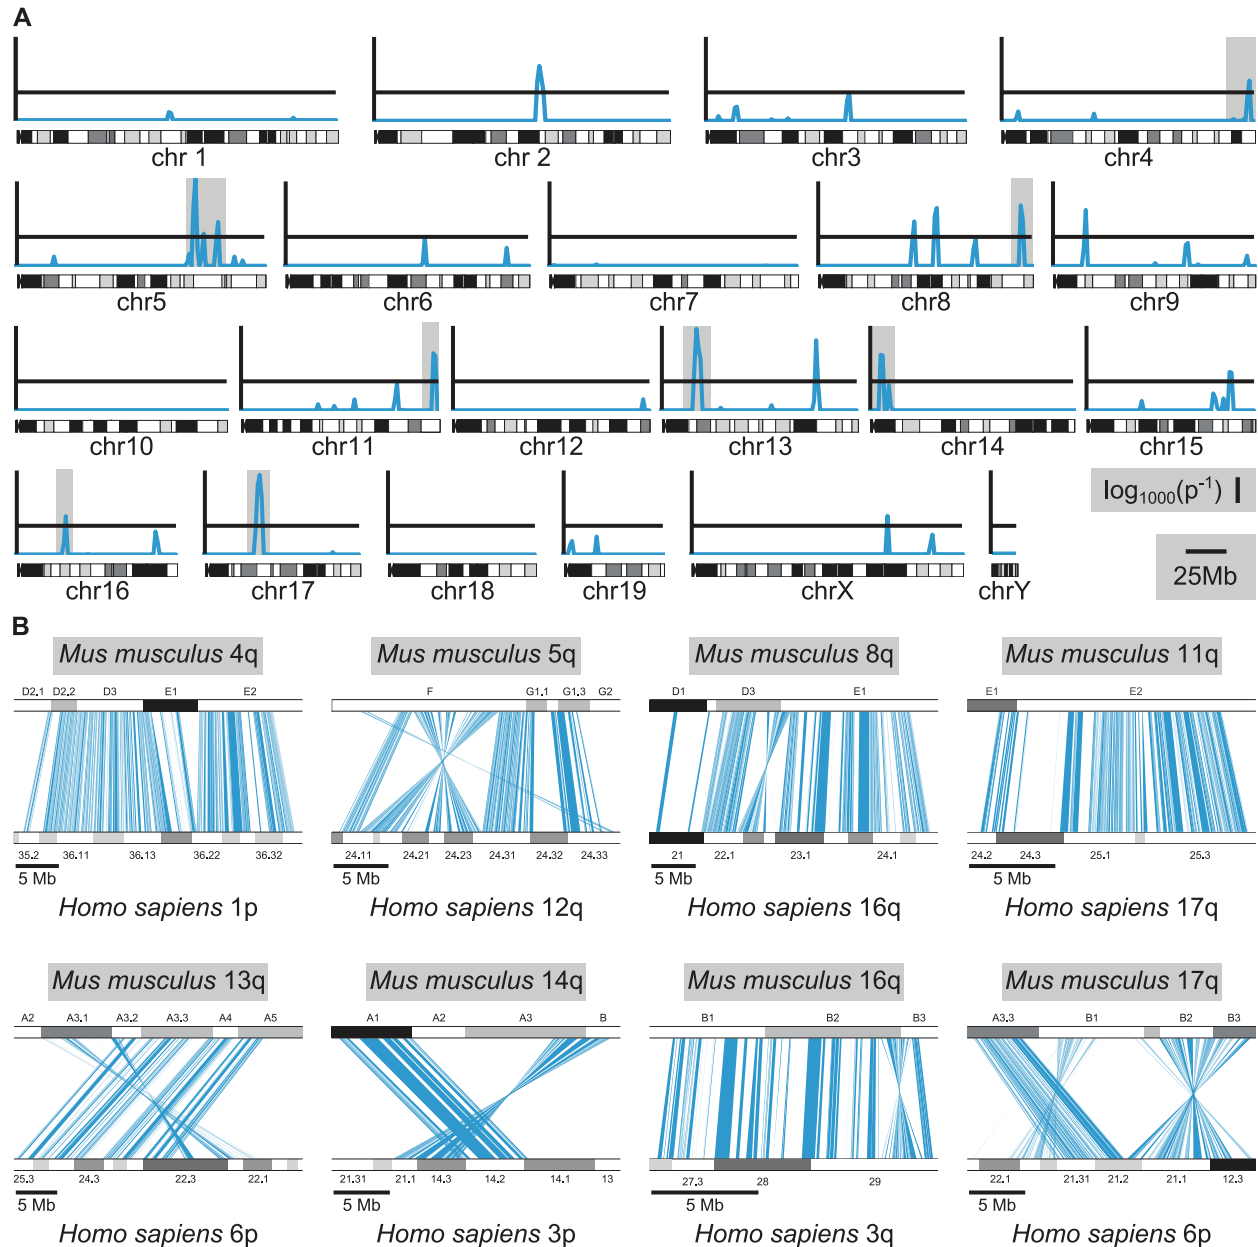 A
chr 1
chr 2
chr3
chr4
chr5
chr6
chr7
chr8
chr9
chr10
chr11
chr12
chr13
chr14
chr15
log1000(p-1)
chr16
chr17
chr18
chr19
chrX
chrY
25Mb
B
Mus musculus 4q
Mus musculus 5q
Mus musculus 8q
Mus musculus 11q
D2.1 D2.2 D3 E1 E2
F G1.1 G1.3 G2
D1 D3 E1
E1 E2
35.2 36.11 36.13 36.22 36.32
24.11 24.21 24.23 24.31 24.32 24.33
21 22.1 23.1 24.1
24.2 24.3 25.1 25.3
5 Mb
5 Mb
5 Mb
5 Mb
Homo sapiens 1p
Homo sapiens 12q
Homo sapiens 16q
Homo sapiens 17q
Mus musculus 13q
Mus musculus 14q
Mus musculus 16q
Mus musculus 17q
A2 A3.1 A3.2 A3.3 A4 A5
A1 A2 A3 B
B1 B2 B3
A3.3 B1 B2 B3
25.3 24.3 22.3 22.1
21.31 21.1 14.3 14.2 14.1 13
27.3 28 29
22.1 21.31 21.2 21.1 12.3
5 Mb
5 Mb
5 Mb
5 Mb
Homo sapiens 6p
Homo sapiens 3p
Homo sapiens 3q
Homo sapiens 6p